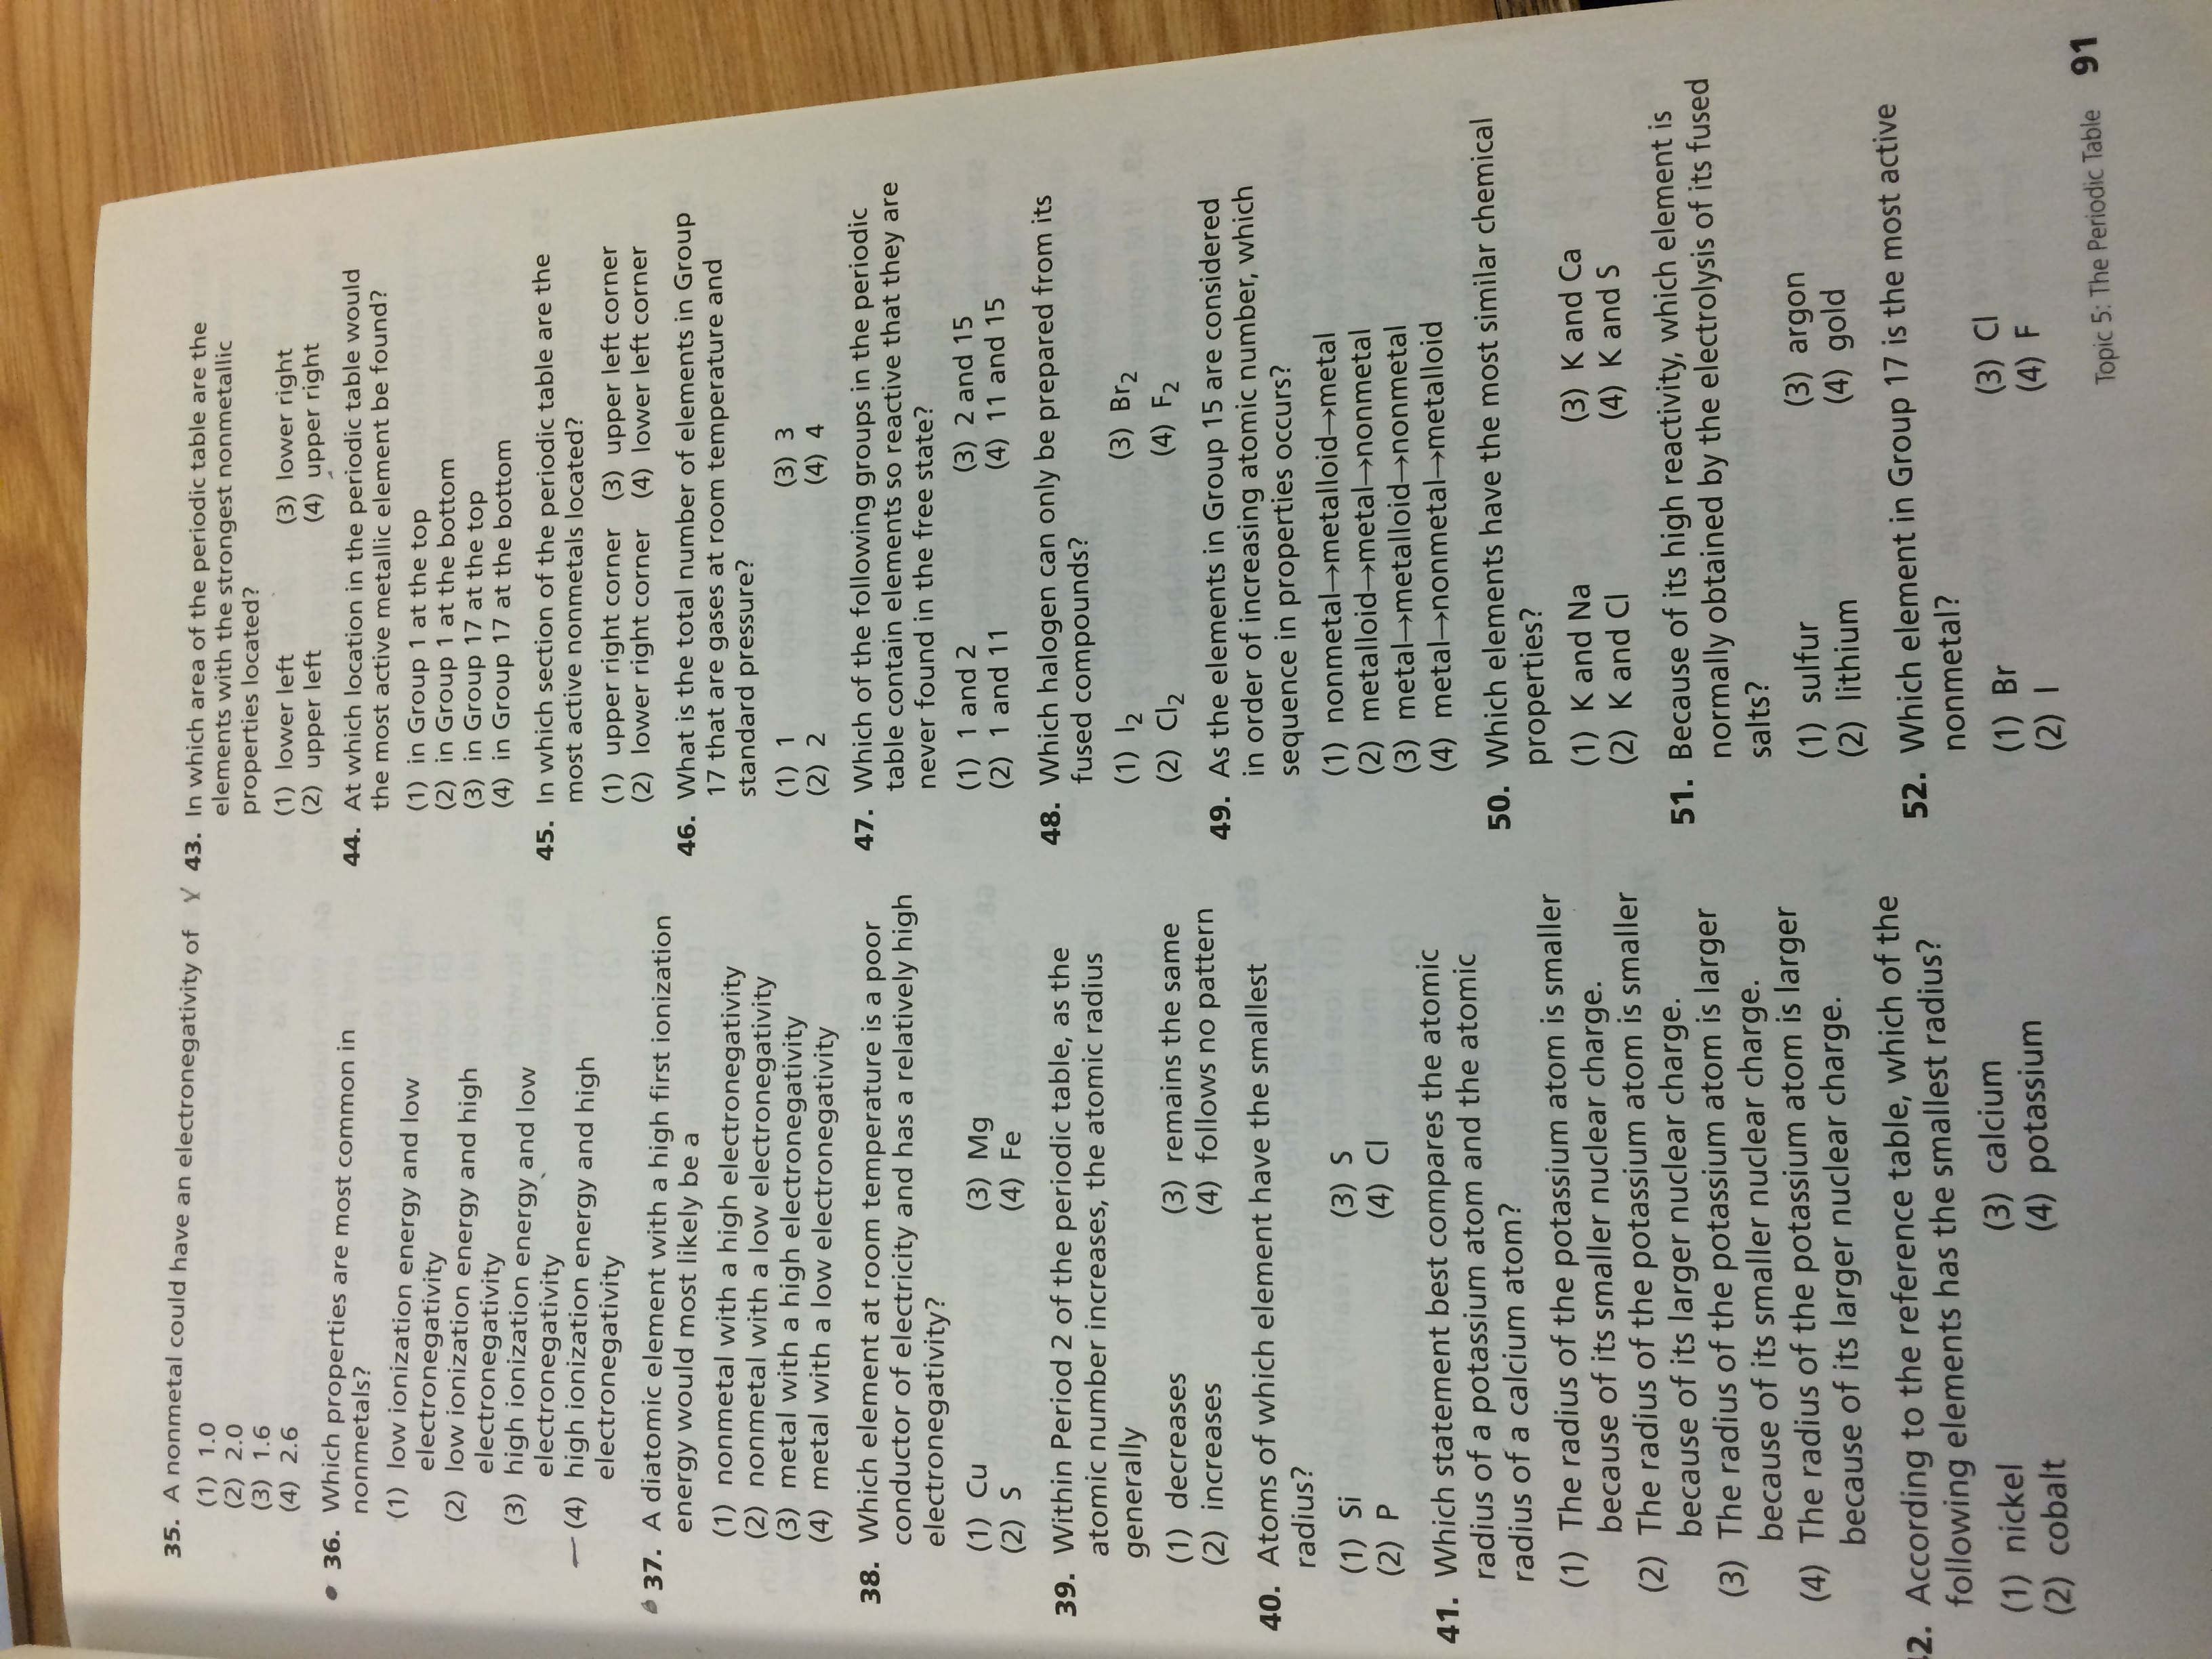 35. A nonmetal could have an electronegativity of
(1) 1.0
(2) 2.0
(3) 1.6
(4) 2.6
36. Which properties are most common in
nonmetals?
(1) low ionization energy and low
electronegativity
(2) low ionization energy and high
electronegativity
(3) high ionization energy and low
electronegativity
(4) high ionization energy and high
electronegativity
37. A diatomic element with a high first ionization
energy would most likely be a
(1) nonmetal with a high electronegativity
(2) nonmetal with a low electronegativity
(3) metal with a high electronegativity
(4) metal with a low electronegativity
38. Which element at room temperature is a poor
conductor of electricity and has a relatively high
electronegativity?
(1) Cu (3) Mg
(2) S (4) Fe
39. Within Period 2 of the periodic table, as the
atomic number increases, the atomic radius
generally
(1) decreases (3) remains the same
(2) increases (4) follows no pattern
40. Atoms of which element have the smallest
radius?
(1) Si (3) S
(2) P (4) Cl
41. Which statement best compares the atomic
radius of a potassium atom and the atomic
radius of a calcium atom?
(1) The radius of the potassium atom is smaller
because of its smaller nuclear charge.
(2) The radius of the potassium atom is smaller
because of its larger nuclear charge.
(3) The radius of the potassium atom is larger
because of its smaller nuclear charge.
(4) The radius of the potassium atom is larger
because of its larger nuclear charge.
2. According to the reference table, which of the
following elements has the smallest radius?
(1) nickel (3) calcium
(2) cobalt (4) potassium
43. In which area of the periodic table are the
elements with the strongest nonmetallic
properties located?
(1) lower left (3) lower right
(2) upper left (4) upper right
44. At which location in the periodic table would
the most active metallic element be found?
(1) in Group 1 at the top
(2) in Group 1 at the bottom
(3) in Group 17 at the top
(4) in Group 17 at the bottom
45. In which section of the periodic table are the
most active nonmetals located?
(1) upper right corner (3) upper left corner
(2) lower right corner (4) lower left corner
46. What is the total number of elements in Group
17 that are gases at room temperature and
standard pressure?
(1) 1 (3) 3
(2) 2 (4) 4
47. Which of the following groups in the periodic
table contain elements so reactive that they are
never found in the free state?
(1) 1 and 2 (3) 2 and 15
(2) 1 and 11 (4) 11 and 15
48. Which halogen can only be prepared from its
fused compounds?
(1) I₂ (3) Br₂
(2) Cl₂ (4) F₂
49. As the elements in Group 15 are considered
in order of increasing atomic number, which
sequence in properties occurs?
(1) nonmetal→metalloid→metal
(2) metalloid→metal→nonmetal
(3) metal→metalloid→nonmetal
(4) metal→nonmetal→metalloid
50. Which elements have the most similar chemical
properties?
(1) K and Na (3) K and Ca
(2) K and Cl (4) K and S
51. Because of its high reactivity, which element is
normally obtained by the electrolysis of its fused
salts?
(1) sulfur (3) argon
(2) lithium (4) gold
52. Which element in Group 17 is the most active
nonmetal?
(1) Br (3) Cl
(2) I (4) F
Topic 5: The Periodic Table 91